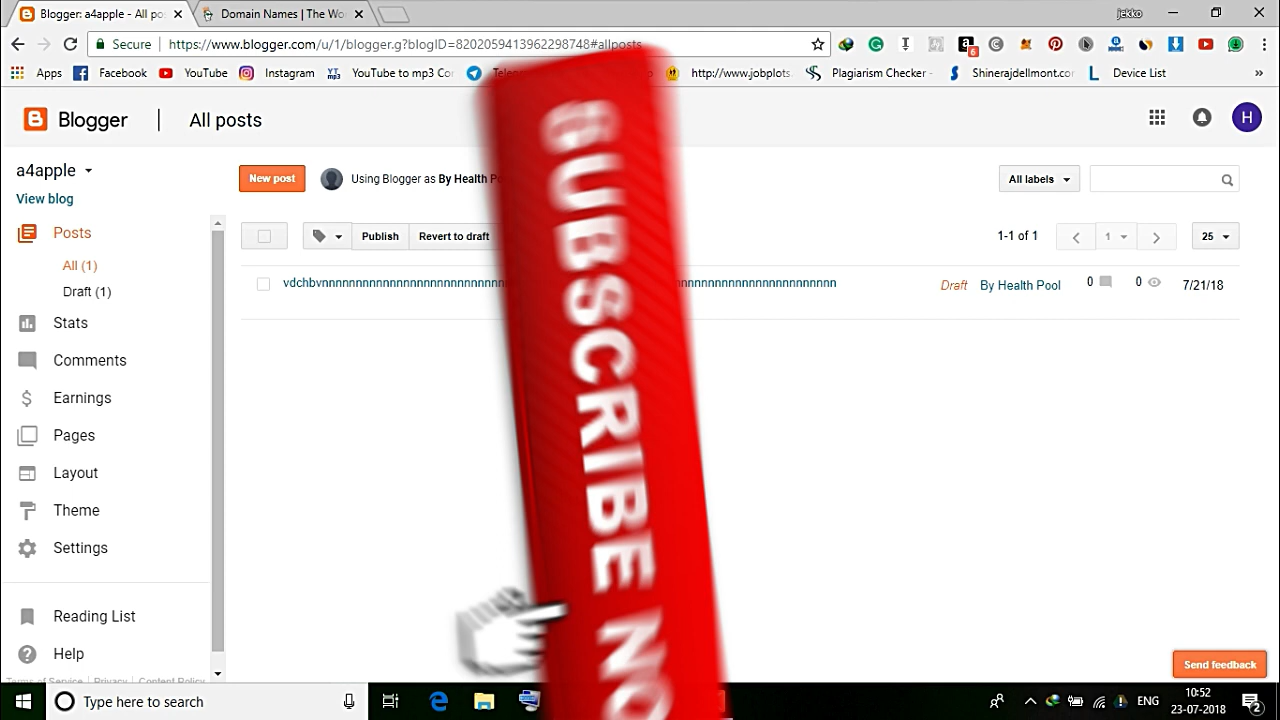 Blogger: a4apple - All po
Domain Names | The Wo
jekko
Secure
https://www.blogger.com/u/1/blogger.g?blogID=8202059413962298748#allposts
6
Apps
Facebook
YouTube
Instagram
YouTube to mp3 Cor
http://www.jobplots.
Plagiarism Checker -
Shinerajdellmont.cor
Device List
»
Blogger
All posts
H
a4apple
View blog
New post
Using Blogger as By Health P
All labels
Publish
Revert to draft
1-1 of 1
1
25
Posts
All (1)
Draft (1)
Stats
Comments
Earnings
Pages
Layout
Theme
Settings
Reading List
Help
Draft
By Health Pool
0
0
7/21/18
SUBSCRIBE NO
Send feedback
Type here to search
ENG
10:52
23-07-2018
2